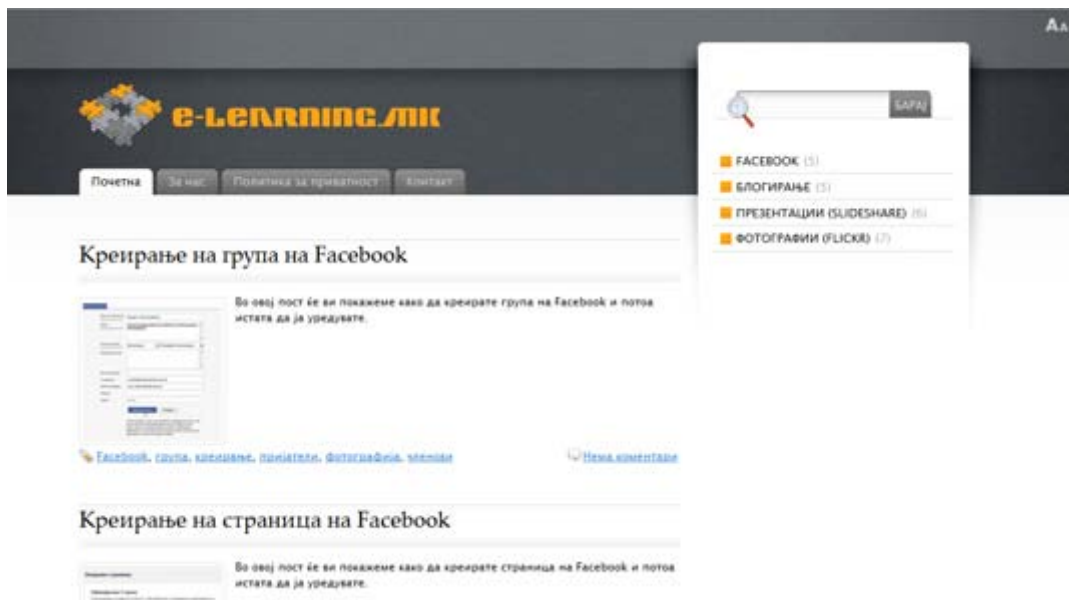 AA
e-Learning.mk
БАРАЈ
Почетна
За нас
Политика за приватност
Контакт
FACEBOOK (5)
БЛОГИРАЊЕ (5)
ПРЕЗЕНТАЦИИ (SLIDESHARE) (6)
ФОТОГРАФИИ (FLICKR) (7)
Креирање на група на Facebook
Во овој пост ќе ви покажеме како да креирате група на Facebook и потоа
истата да ја уредувате.
Facebook, група, креирање, пријатели, фотографија, членови
Нема коментари
Креирање на страница на Facebook
Во овој пост ќе ви покажеме како да креирате страница на Facebook и потоа
истата да ја уредувате.